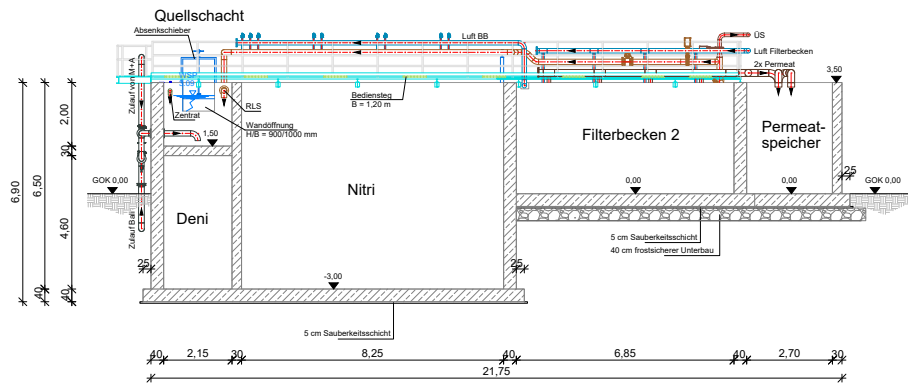 Quellschacht
Absenkschieber
Luft BB
ÜS
Luft Filterbecken
2x Permeat
Zulauf von M+A
WSP
3,09
3,50
Bediensteg
B = 1,20 m
RLS
Zentrat
Wandöffnung
H/B = 900/1000 mm
1,50
Filterbecken 2
Permeat-
speicher
25
GOK 0,00
0,00
0,00
GOK 0,00
Nitri
Deni
Zulauf Bali
5 cm Sauberkeitsschicht
40 cm frostsicherer Unterbau
25
25
-3,00
5 cm Sauberkeitsschicht
6,90
6,50
40
2,00
30
4,60
40
40
2,15
30
8,25
40
6,85
40
2,70
30
21,75